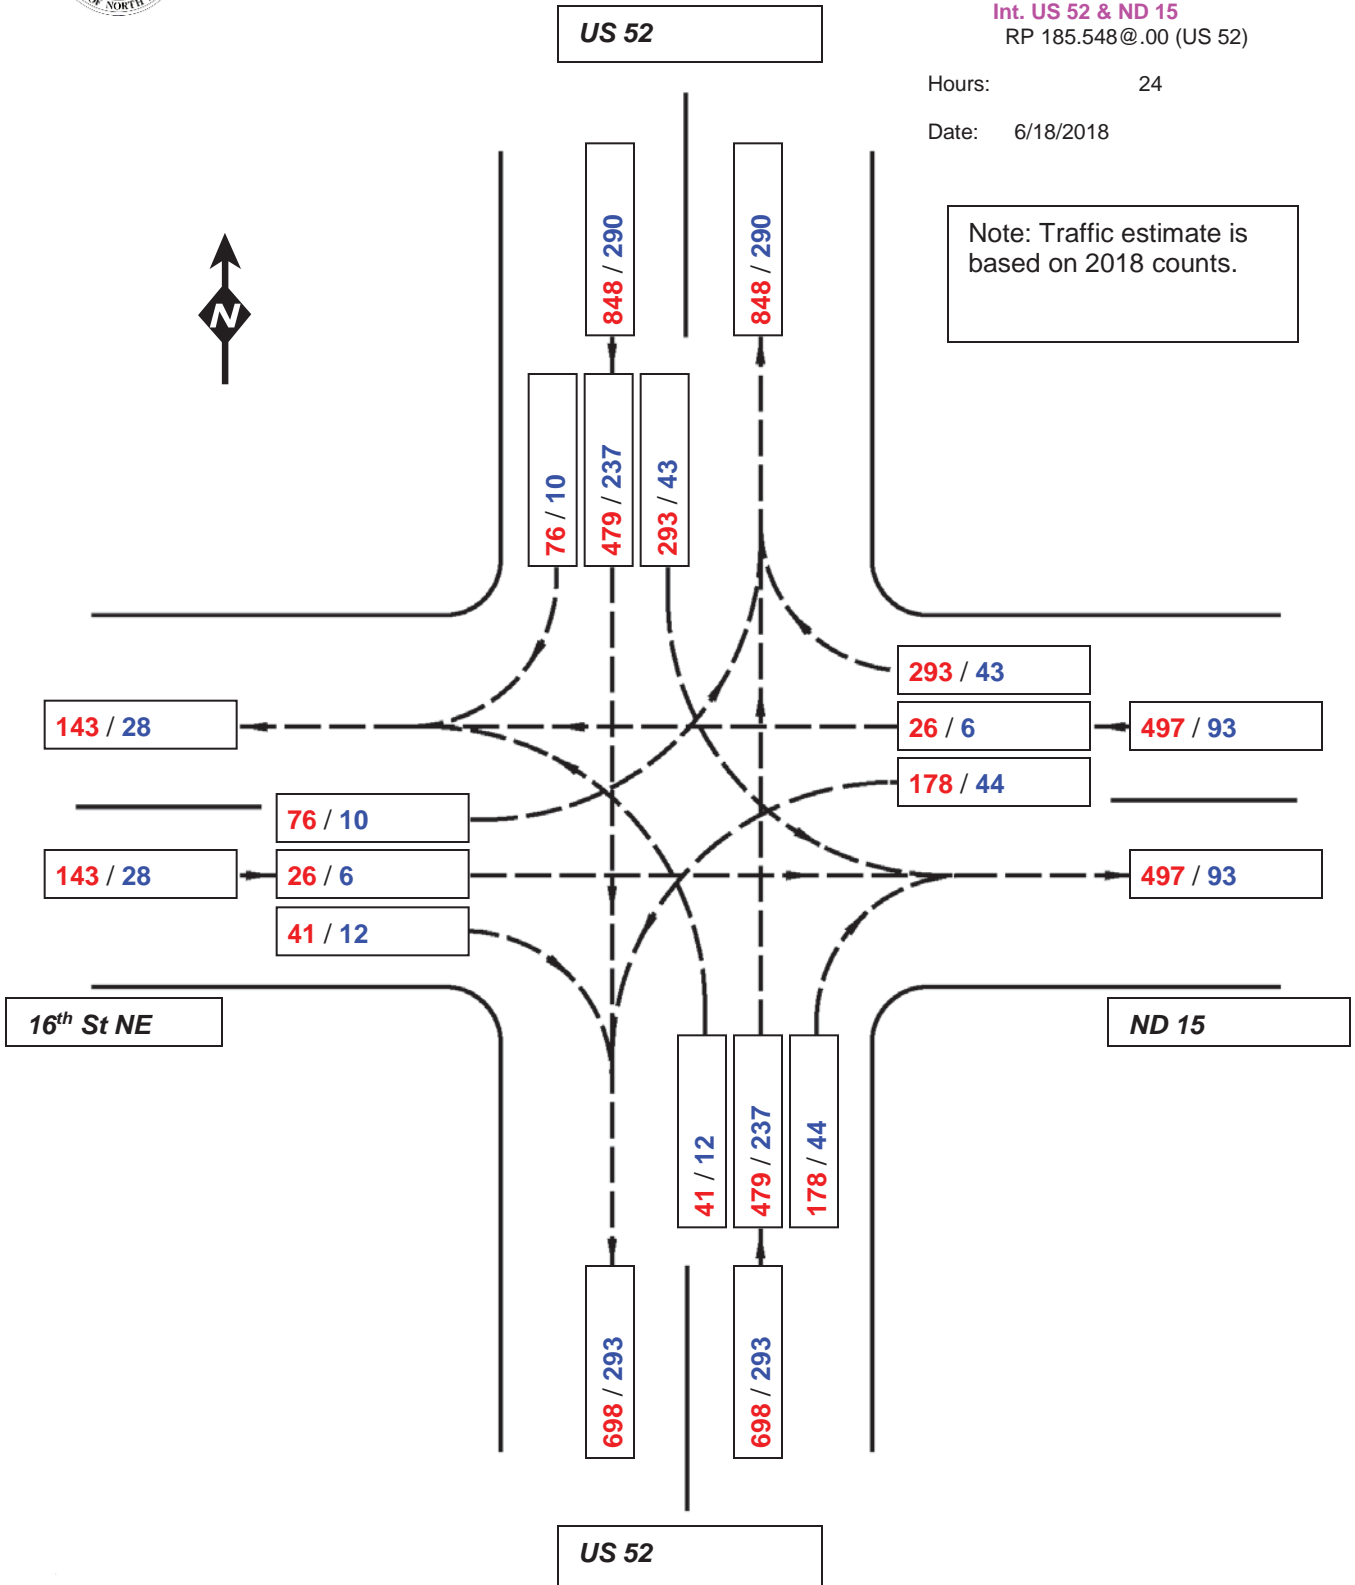 OF NORTH
US 52
Int. US 52 & ND 15
RP 185.548@.00 (US 52)
Hours: 24
Date: 6/18/2018
Note: Traffic estimate is
based on 2018 counts.
848 / 290
848 / 290
76 / 10
479 / 237
293 / 43
293 / 43
143 / 28
26 / 6
497 / 93
178 / 44
76 / 10
143 / 28
26 / 6
497 / 93
41 / 12
16th St NE
ND 15
41 / 12
479 / 237
178 / 44
698 / 293
698 / 293
US 52
N